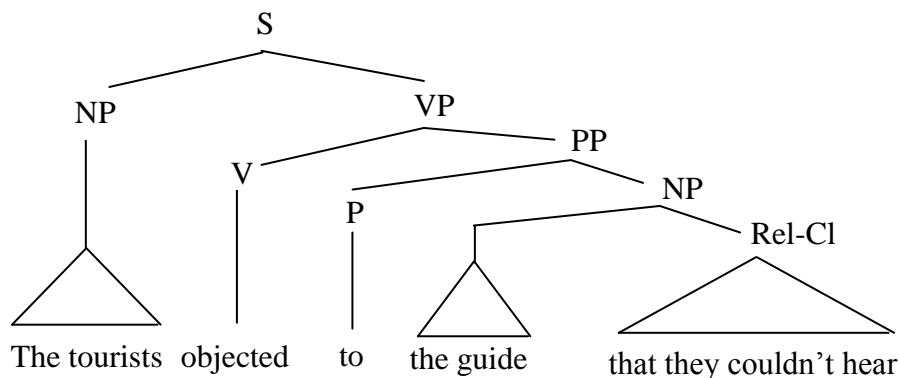 S
NP VP
V PP
P NP
Rel-Cl
The tourists objected to the guide that they couldn't hear